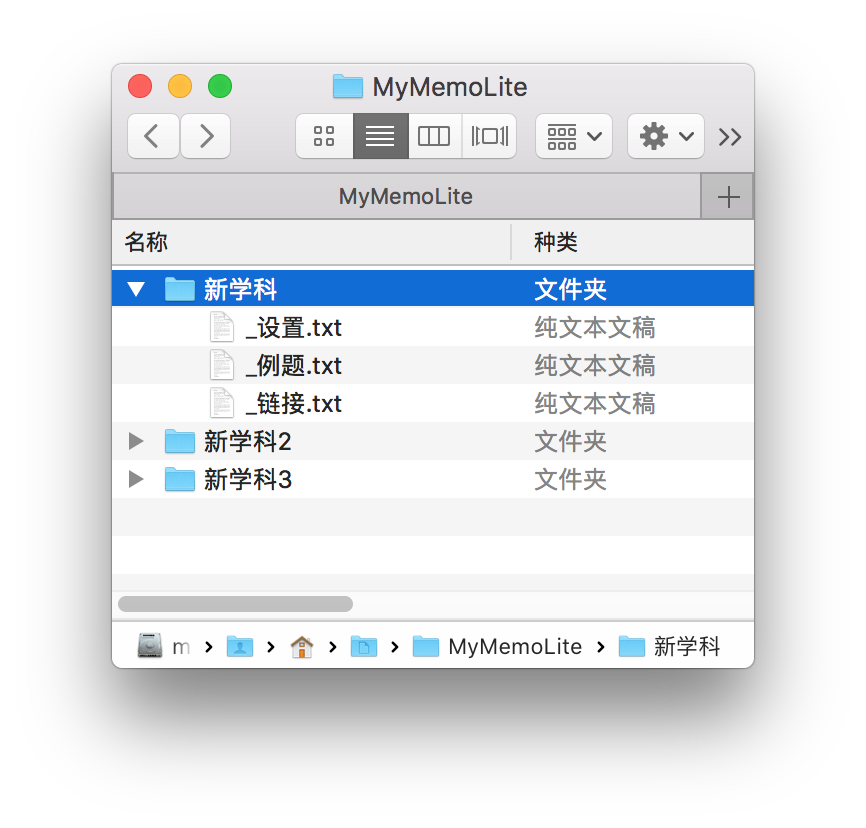 MyMemoLite
MyMemoLite
名称 种类
新学科 文件夹
_设置.txt 纯文本文稿
_例题.txt 纯文本文稿
_链接.txt 纯文本文稿
新学科2 文件夹
新学科3 文件夹
m › › › › MyMemoLite › 新学科